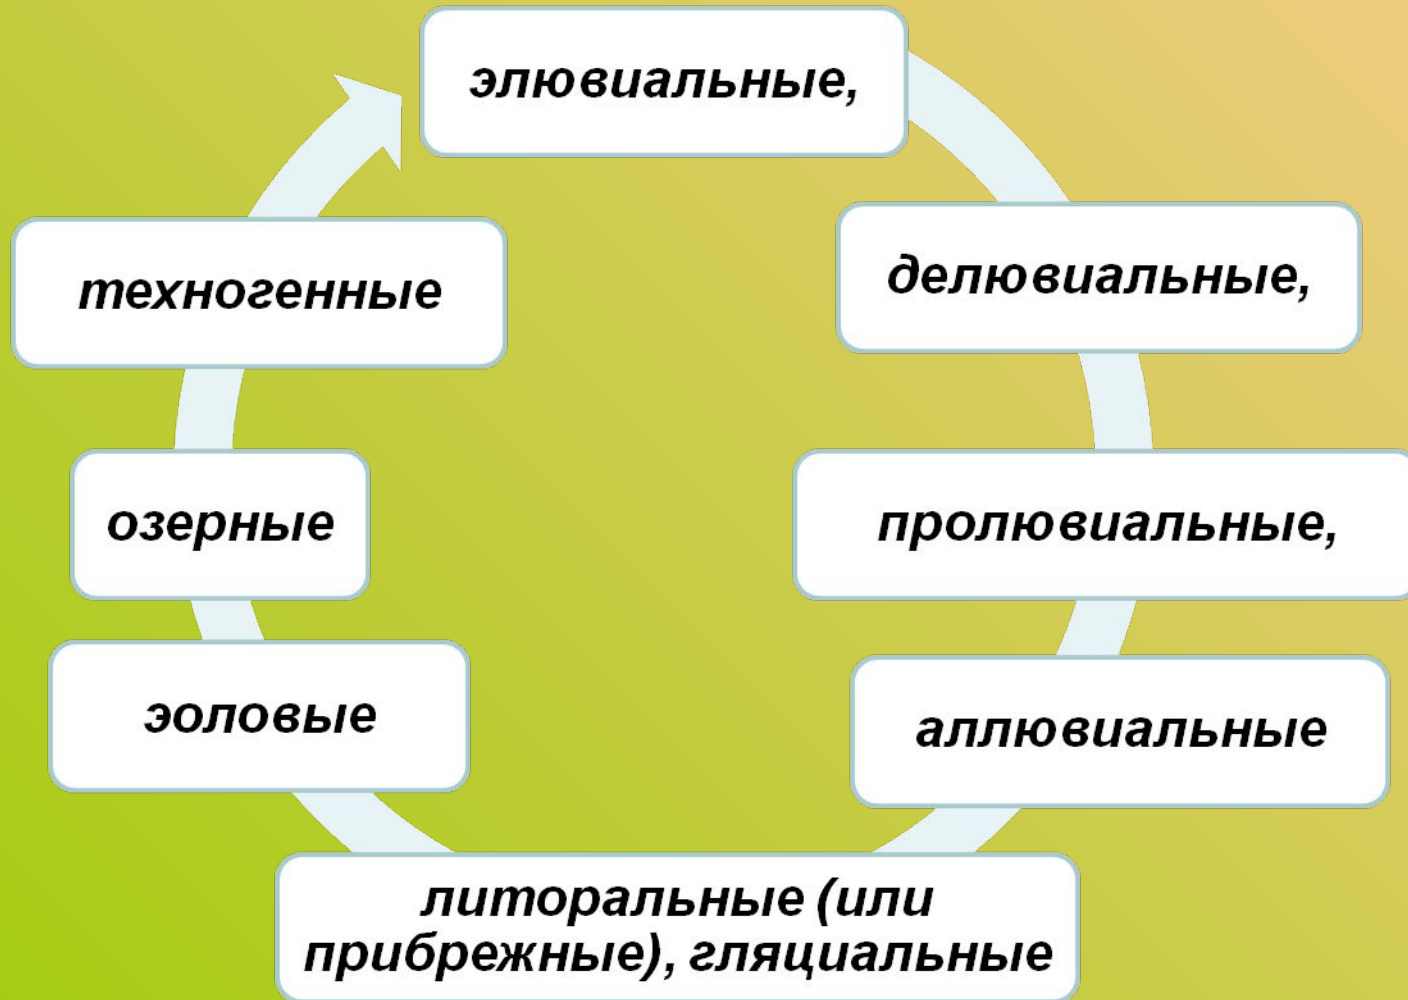 элювиальные,
делювиальные,
пролювиальные,
аллювиальные
литоральные (или
прибрежные), гляциальные
эоловые
озерные
техногенные